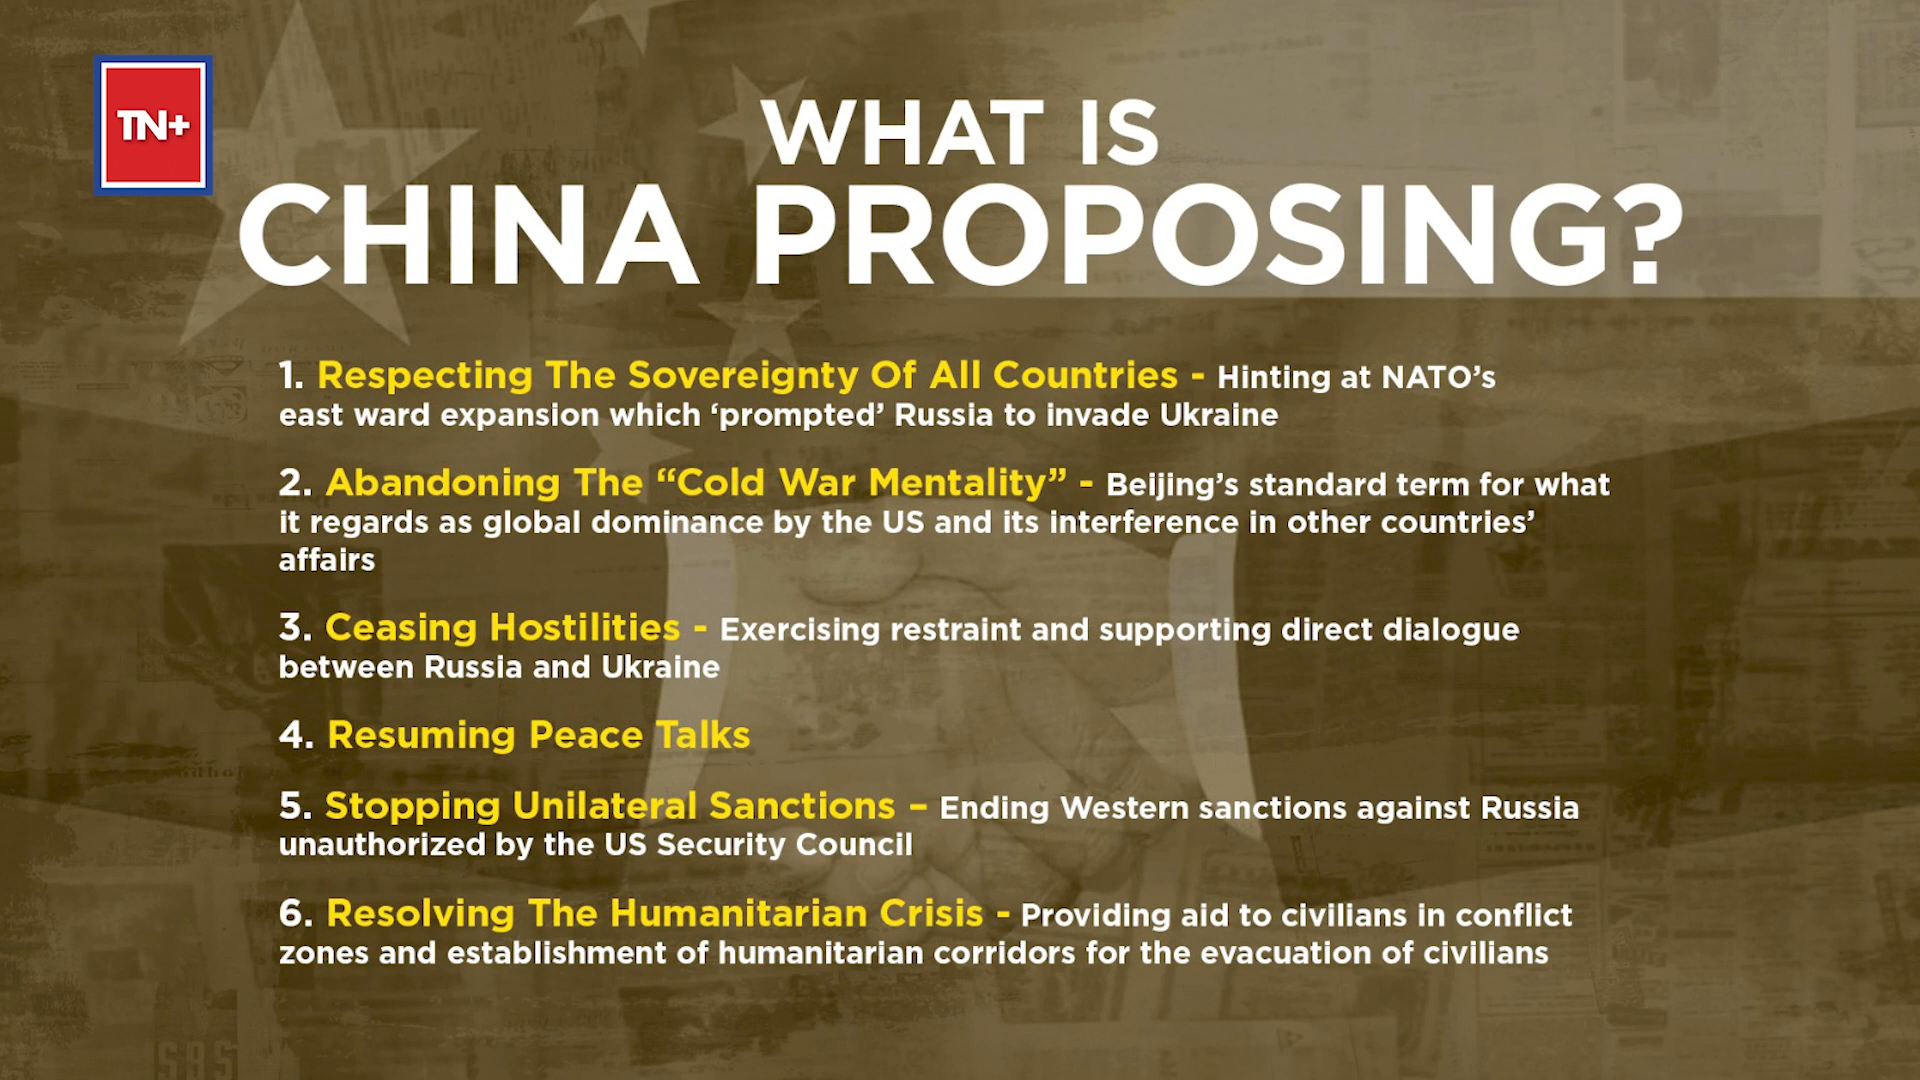 TN+
WHAT IS
CHINA PROPOSING?
1. Respecting The Sovereignty Of All Countries - Hinting at NATO’s
east ward expansion which ‘prompted’ Russia to invade Ukraine
2. Abandoning The “Cold War Mentality” - Beijing’s standard term for what
it regards as global dominance by the US and its interference in other countries’
affairs
3. Ceasing Hostilities - Exercising restraint and supporting direct dialogue
between Russia and Ukraine
4. Resuming Peace Talks
5. Stopping Unilateral Sanctions – Ending Western sanctions against Russia
unauthorized by the US Security Council
6. Resolving The Humanitarian Crisis - Providing aid to civilians in conflict
zones and establishment of humanitarian corridors for the evacuation of civilians